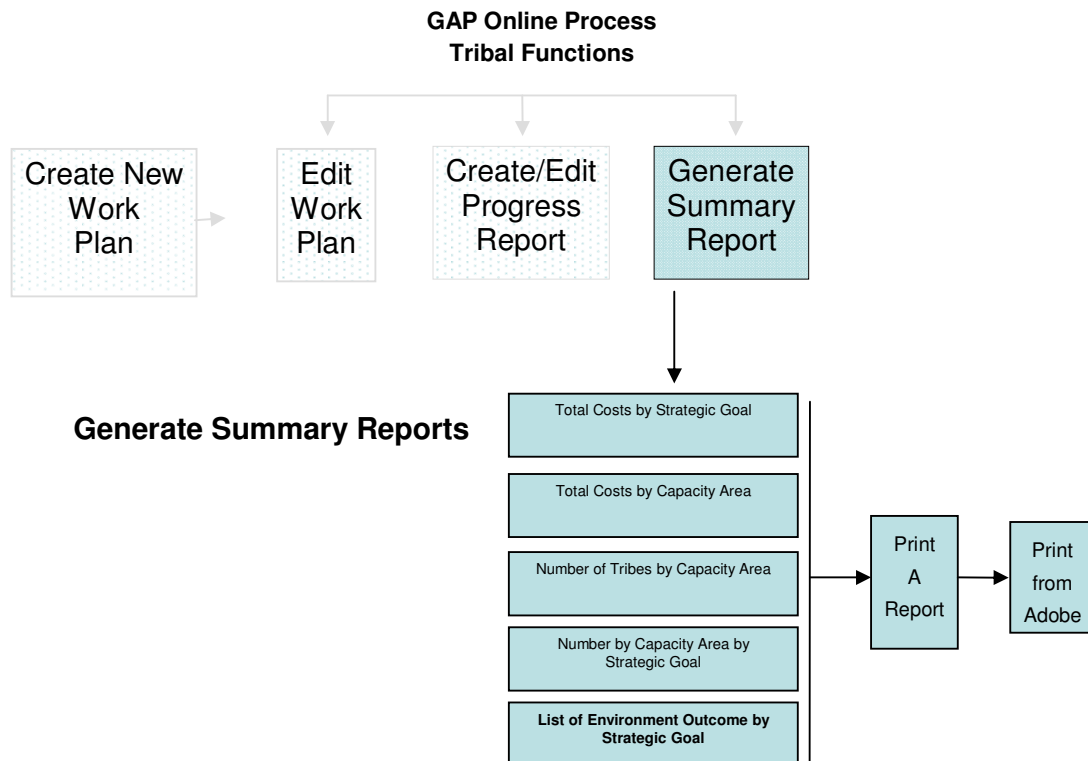 GAP Online Process
Tribal Functions
Create New
Work
Plan
Edit
Work
Plan
Create/Edit
Progress
Report
Generate
Summary
Report
Generate Summary Reports
Total Costs by Strategic Goal
Total Costs by Capacity Area
Number of Tribes by Capacity Area
Number by Capacity Area by
Strategic Goal
List of Environment Outcome by
Strategic Goal
Print
A
Report
Print
from
Adobe